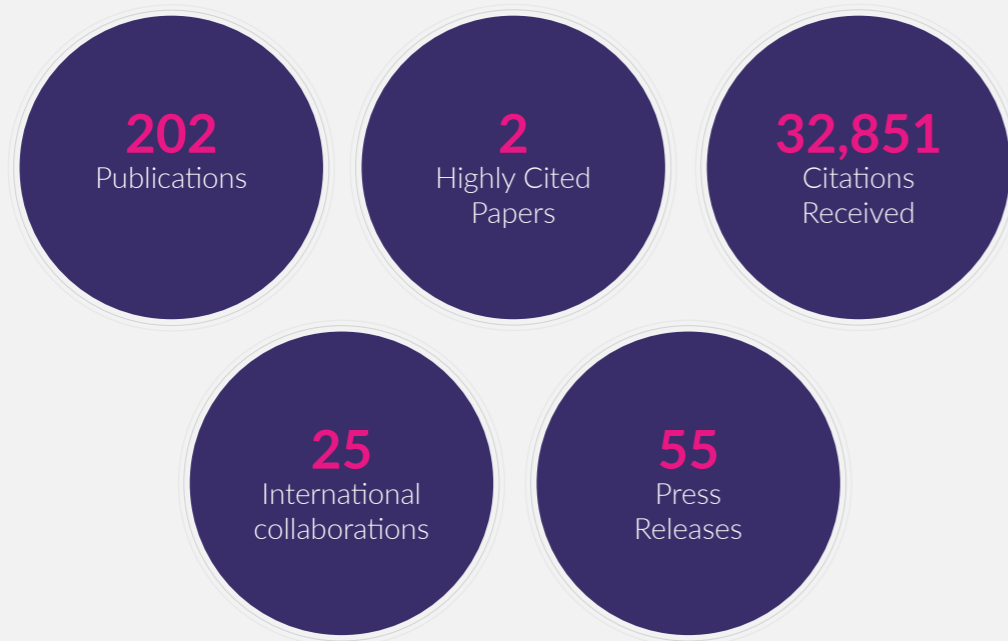 202
Publications
2
Highly Cited
Papers
32,851
Citations
Received
25
International
collaborations
55
Press
Releases